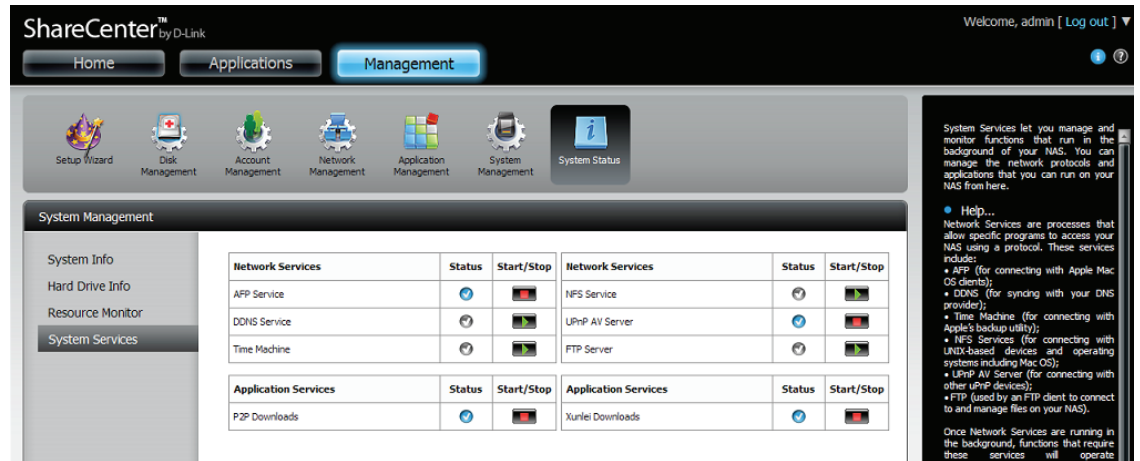 ShareCenter™ by D-Link
Welcome, admin [ Log out ] ▼
Home Applications Management
Setup Wizard
Disk
Management
Account
Management
Network
Management
Application
Management
System
Management
System Status
System Management
System Info
Hard Drive Info
Resource Monitor
System Services
Network Services Status Start/Stop Network Services Status Start/Stop
AFP Service NFS Service
DDNS Service UPnP AV Server
Time Machine FTP Server
Application Services Status Start/Stop Application Services Status Start/Stop
P2P Downloads Xunlei Downloads
System Services let you manage and
monitor functions that run in the
background of your NAS. You can
manage the network protocols and
applications that you can run on your
NAS from here.
• Help...
Network Services are processes that
allow specific programs to access your
NAS using a protocol. These services
include:
• AFP (for connecting with Apple Mac
OS clients);
• DDNS (for syncing with your DNS
provider);
• Time Machine (for connecting with
Apple's backup utility);
• NFS Services (for connecting with
UNIX-based devices and operating
systems including Mac OS);
• UPnP AV Server (for connecting with
other uPnP devices);
• FTP (used by an FTP client to connect
to and manage files on your NAS).
Once Network Services are running in
the background, functions that require
these services will operate